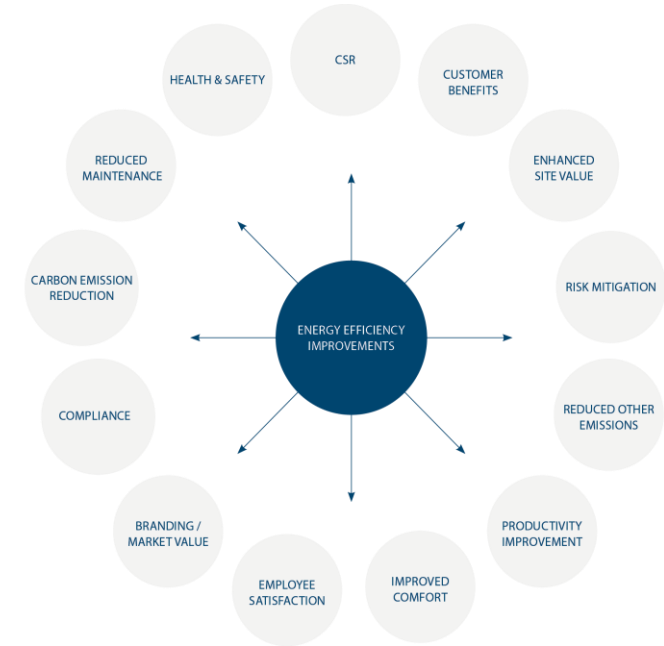 CSR
CUSTOMER
BENEFITS
ENHANCED
SITE VALUE
RISK MITIGATION
REDUCED OTHER
EMISSIONS
PRODUCTIVITY
IMPROVEMENT
IMPROVED
COMFORT
EMPLOYEE
SATISFACTION
BRANDING /
MARKET VALUE
COMPLIANCE
CARBON EMISSION
REDUCTION
REDUCED
MAINTENANCE
HEALTH & SAFETY
ENERGY EFFICIENCY
IMPROVEMENTS